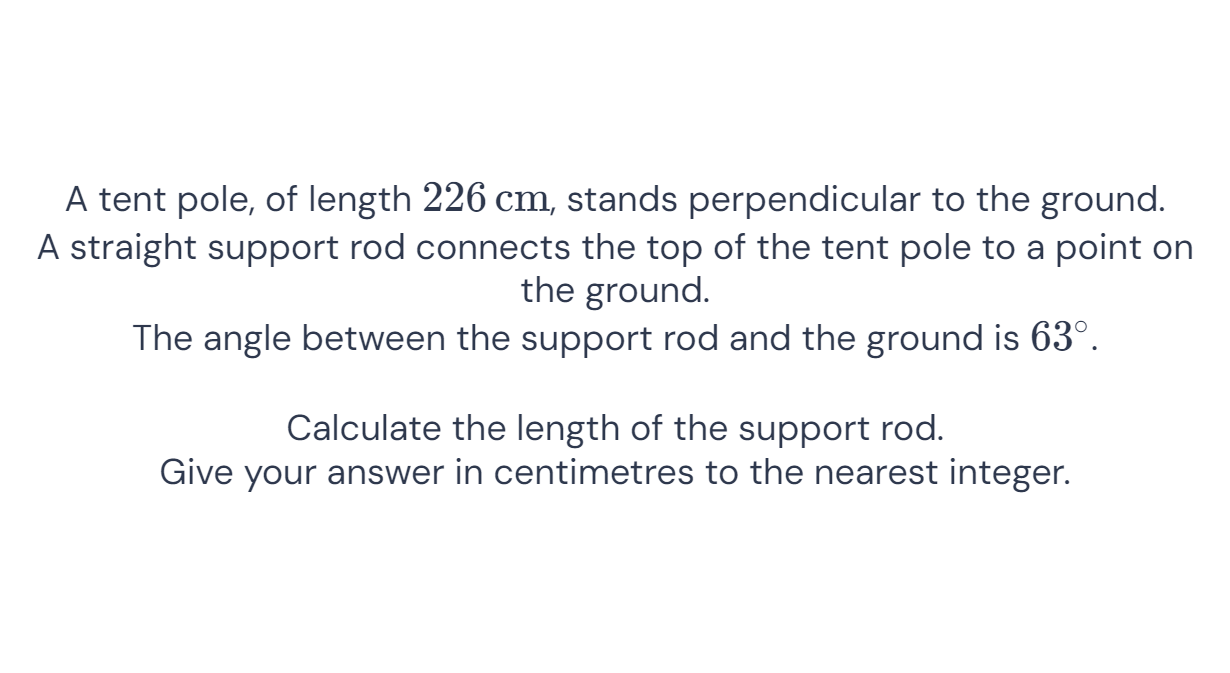 A tent pole, of length 226 cm, stands perpendicular to the ground.
A straight support rod connects the top of the tent pole to a point on
the ground.
The angle between the support rod and the ground is 63°.
Calculate the length of the support rod.
Give your answer in centimetres to the nearest integer.